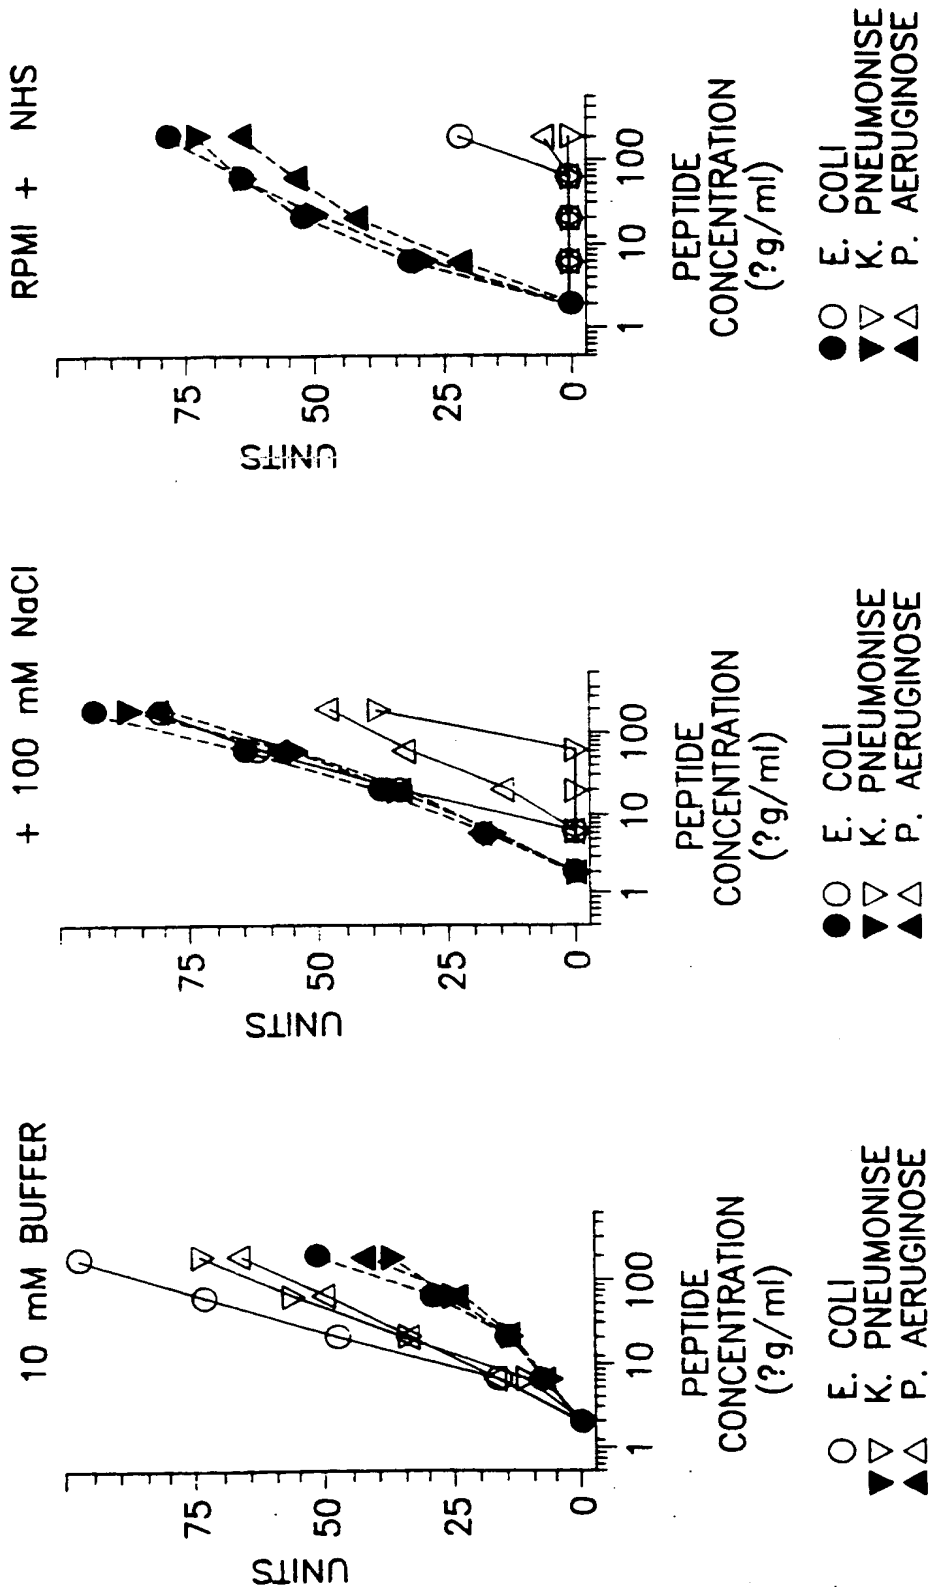 10 mM BUFFER
UNITS
75
50
25
0
1
10
100
PEPTIDE
CONCENTRATION
(?g/ml)
E. COLI
K. PNEUMONISE
P. AERUGINOSE
+ 100 mM NaCl
UNITS
75
50
25
0
1
10
100
PEPTIDE
CONCENTRATION
(?g/ml)
E. COLI
K. PNEUMONISE
P. AERUGINOSE
RPMI + NHS
UNITS
75
50
25
0
1
10
100
PEPTIDE
CONCENTRATION
(?g/ml)
E. COLI
K. PNEUMONISE
P. AERUGINOSE